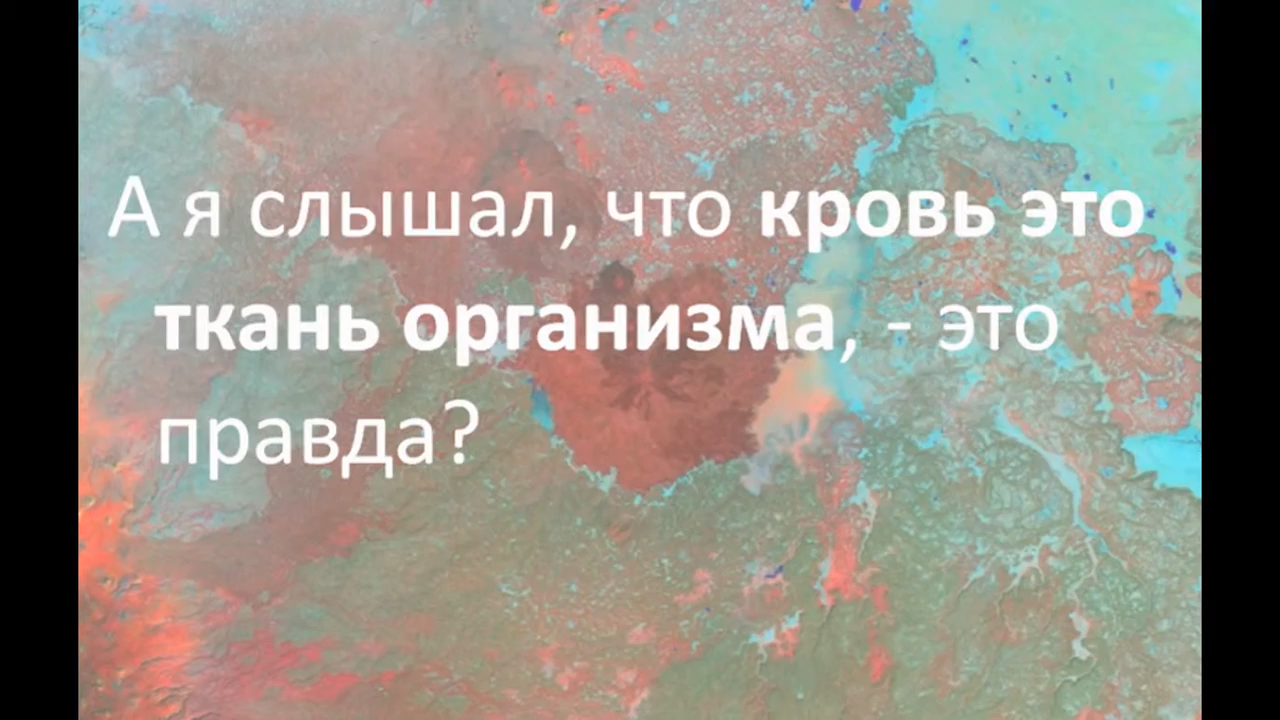 А я слышал, что кровь это
ткань организма, - это
правда?